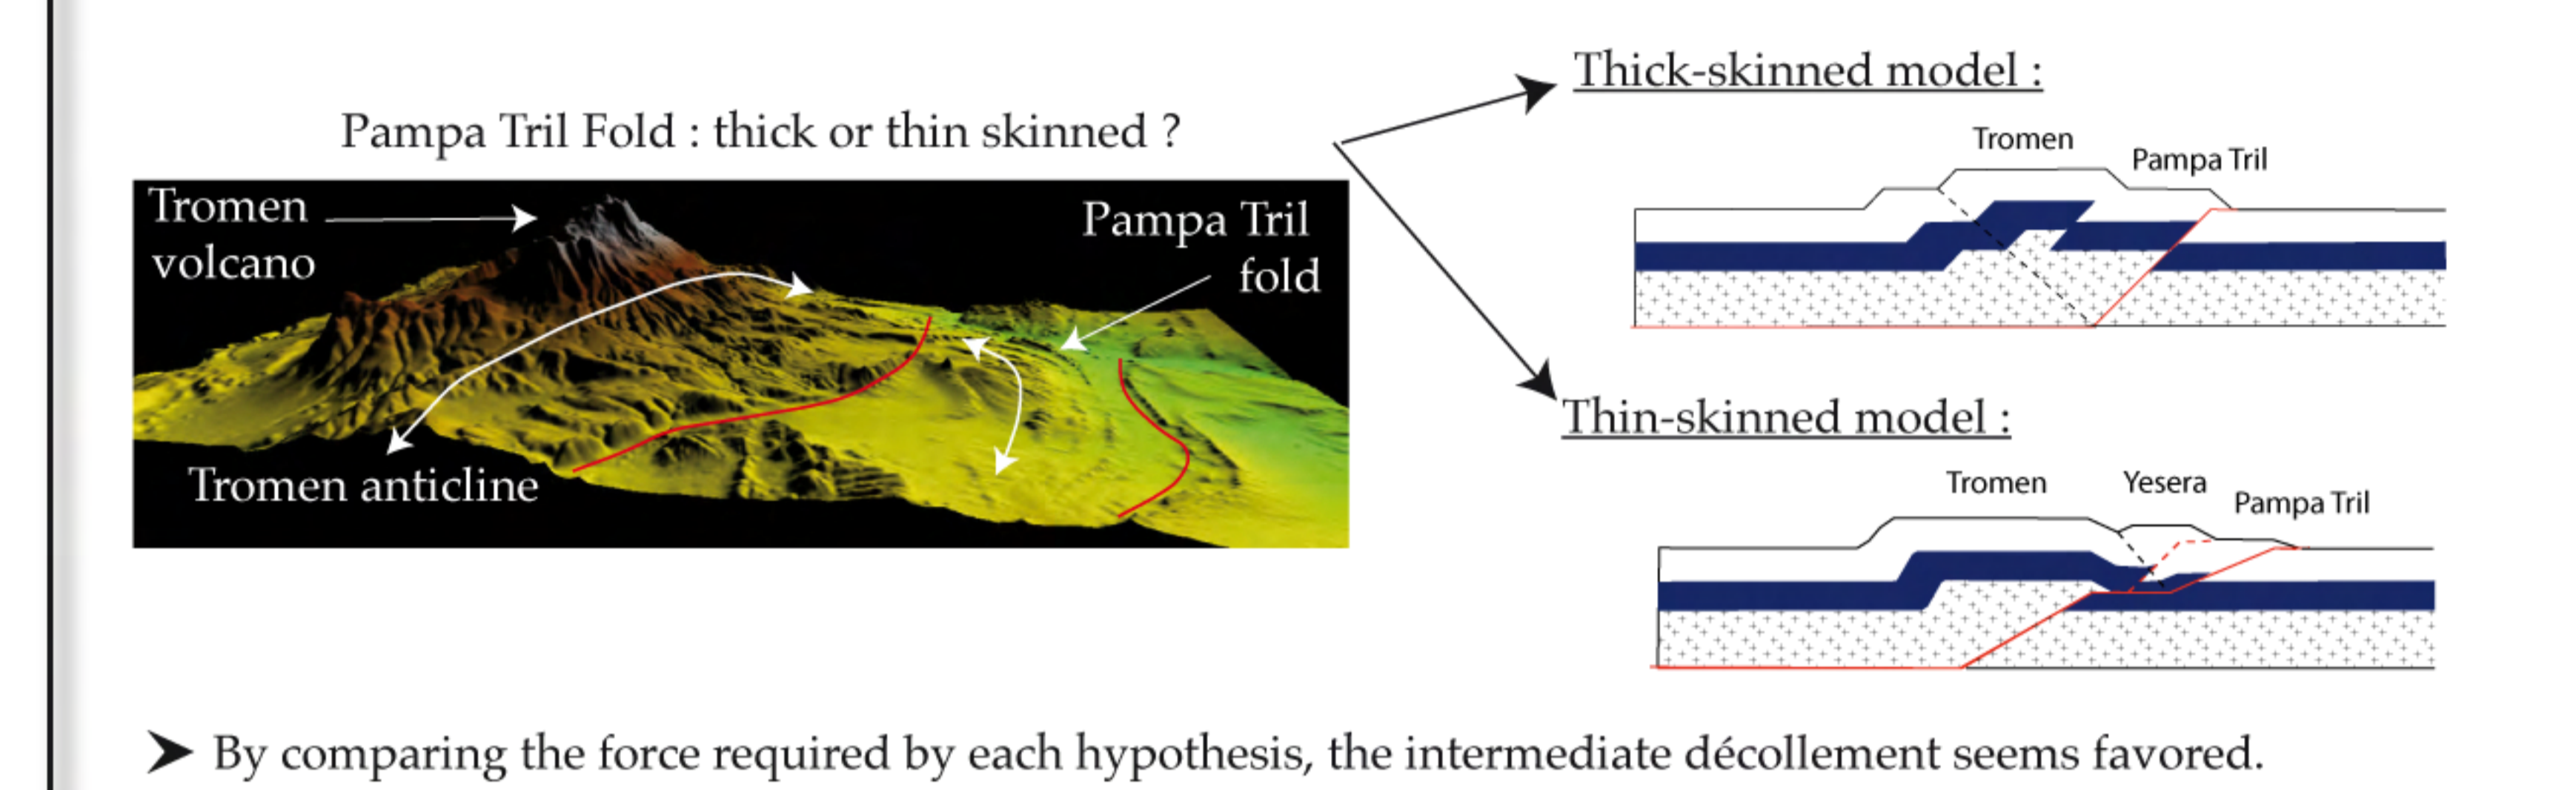 Pampa Tril Fold : thick or thin skinned ?
Tromen
volcano
Pampa Tril
fold
Tromen anticline
Thick-skinned model :
Tromen
Pampa Tril
Thin-skinned model :
Tromen
Yesera
Pampa Tril
➤ By comparing the force required by each hypothesis, the intermediate décollement seems favored.